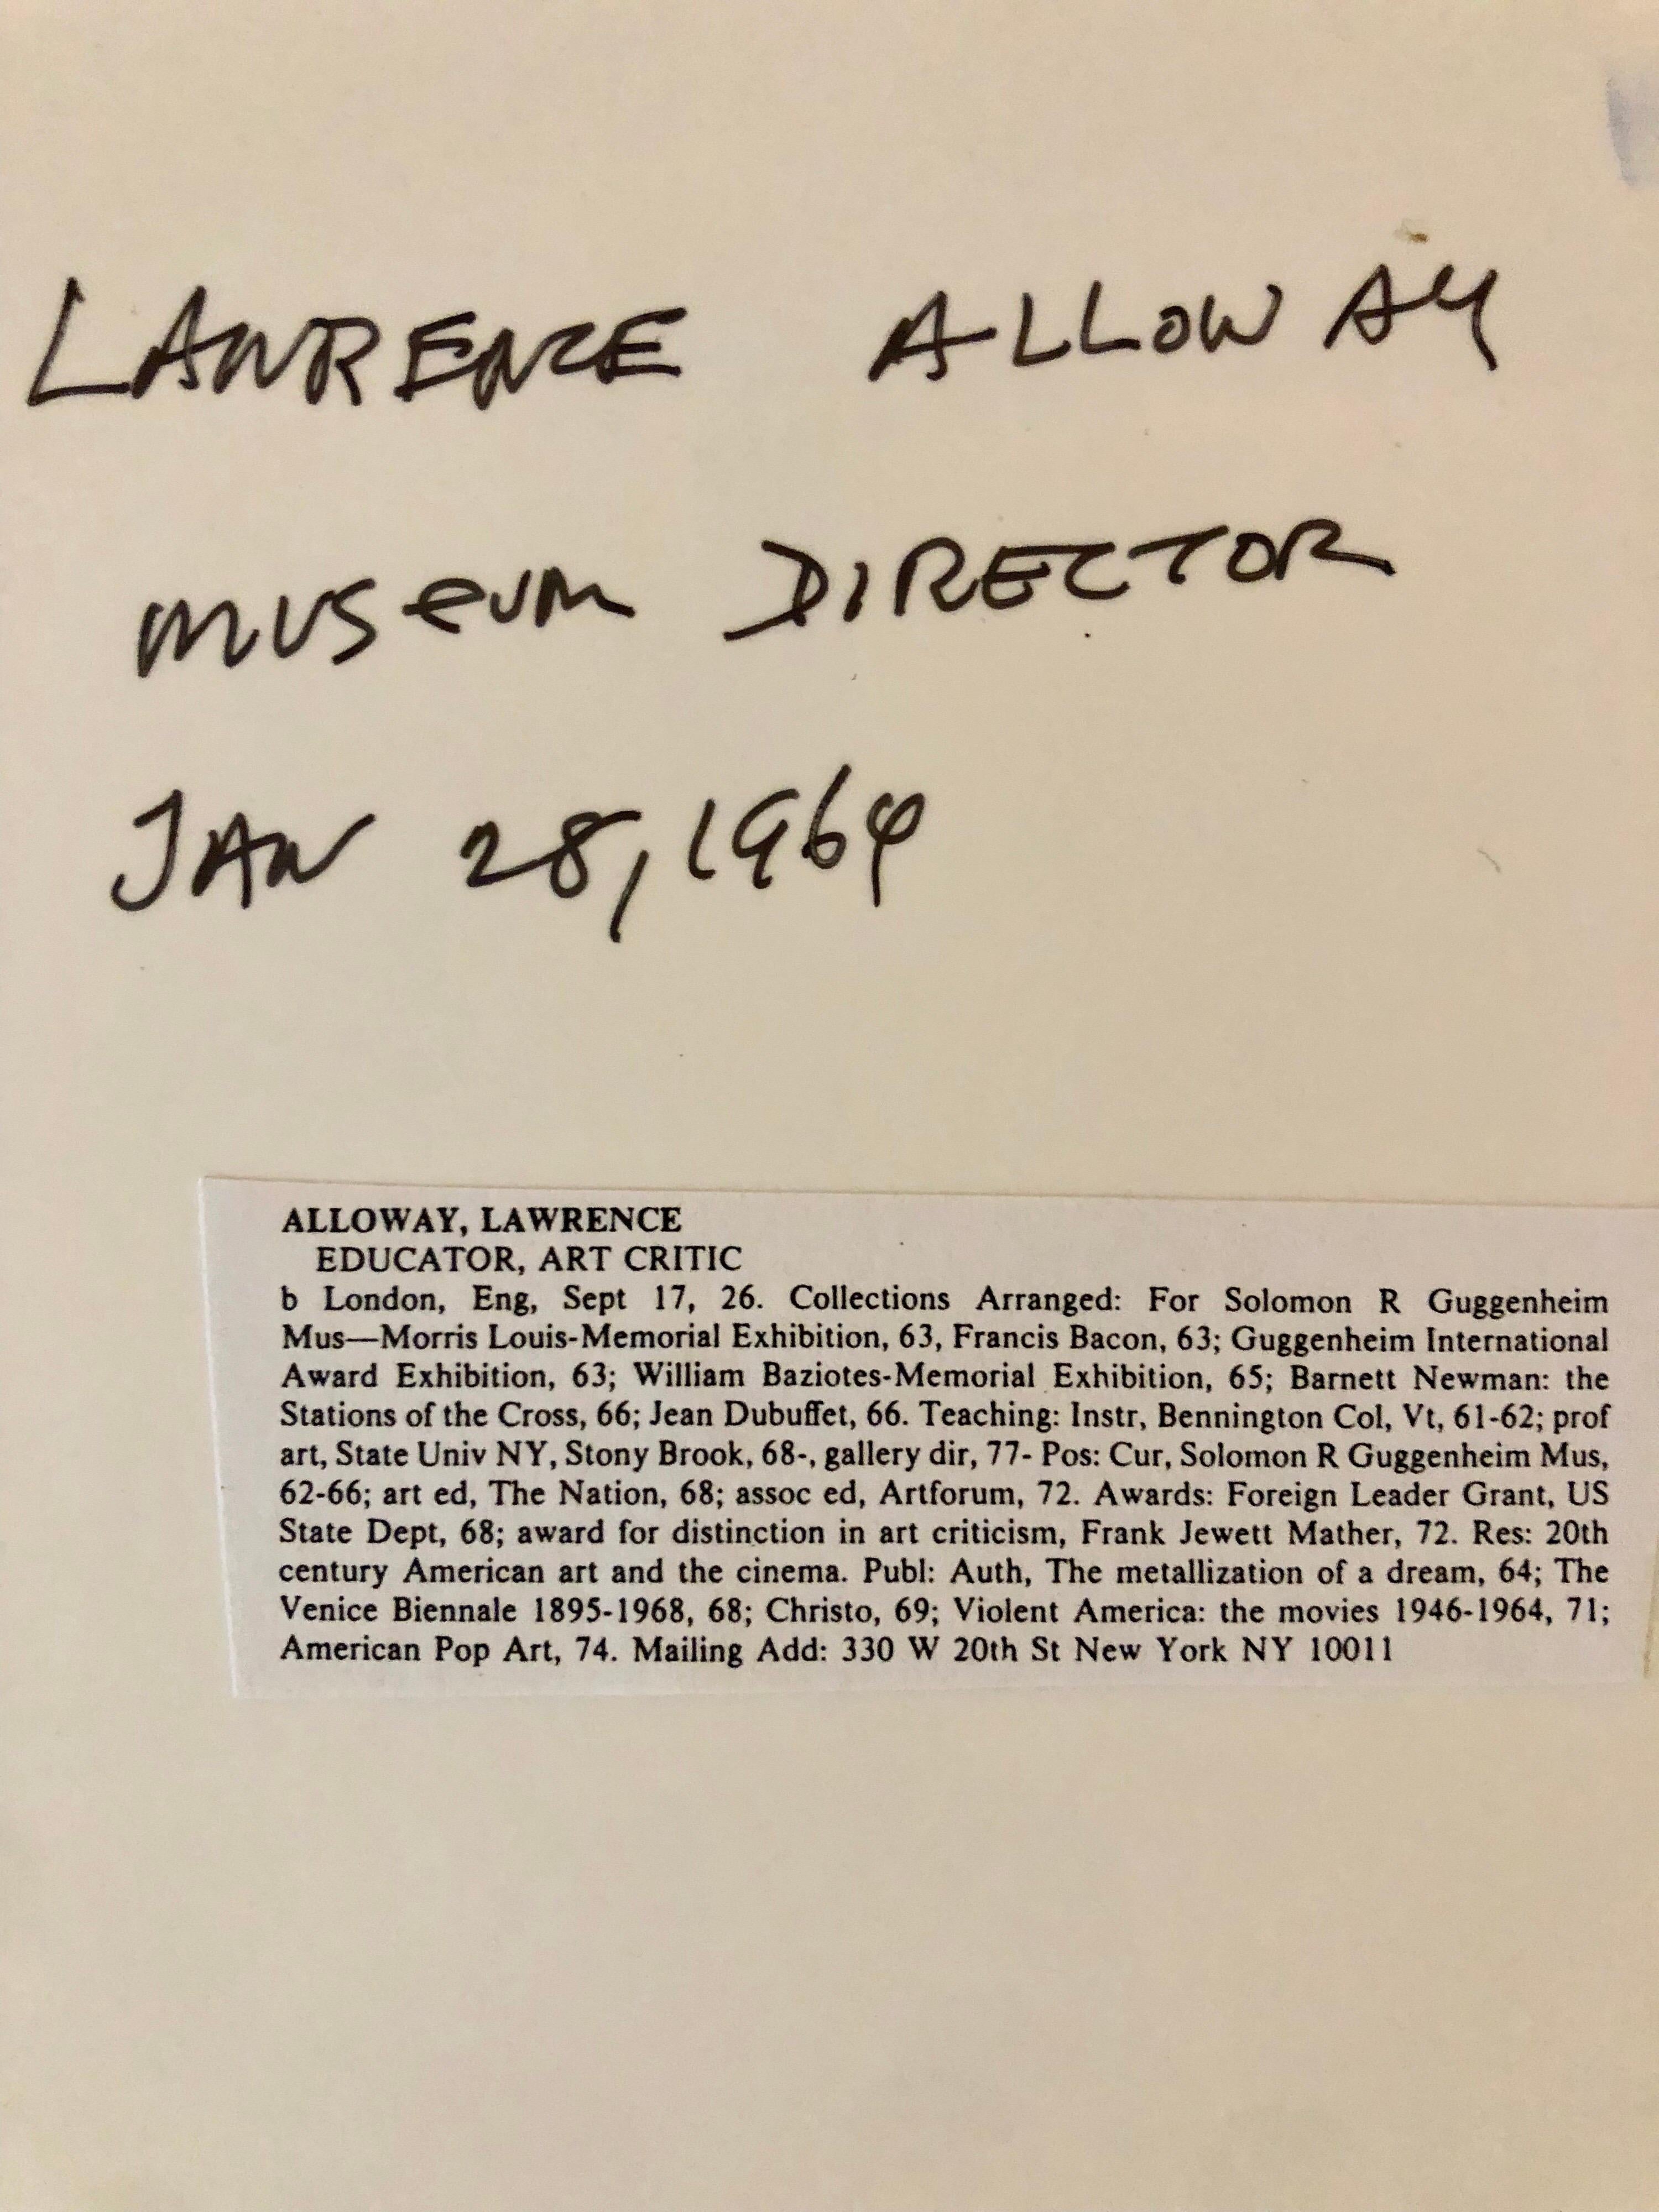 LAWRENCE ALLOWAY
MUSEUM DIRECTOR
JAN 28, 1964
ALLOWAY, LAWRENCE
EDUCATOR, ART CRITIC
b London, Eng, Sept 17, 26. Collections Arranged: For Solomon R Guggenheim
Mus—Morris Louis-Memorial Exhibition, 63, Francis Bacon, 63; Guggenheim International
Award Exhibition, 63; William Baziotes-Memorial Exhibition, 65; Barnett Newman: the
Stations of the Cross, 66; Jean Dubuffet, 66. Teaching: Instr, Bennington Col, Vt, 61-62; prof
art, State Univ NY, Stony Brook, 68-, gallery dir, 77- Pos: Cur, Solomon R Guggenheim Mus,
62-66; art ed, The Nation, 68; assoc ed, Artforum, 72. Awards: Foreign Leader Grant, US
State Dept, 68; award for distinction in art criticism, Frank Jewett Mather, 72. Res: 20th
century American art and the cinema. Publ: Auth, The metallization of a dream, 64; The
Venice Biennale 1895-1968, 68; Christo, 69; Violent America: the movies 1946-1964, 71;
American Pop Art, 74. Mailing Add: 330 W 20th St New York NY 10011